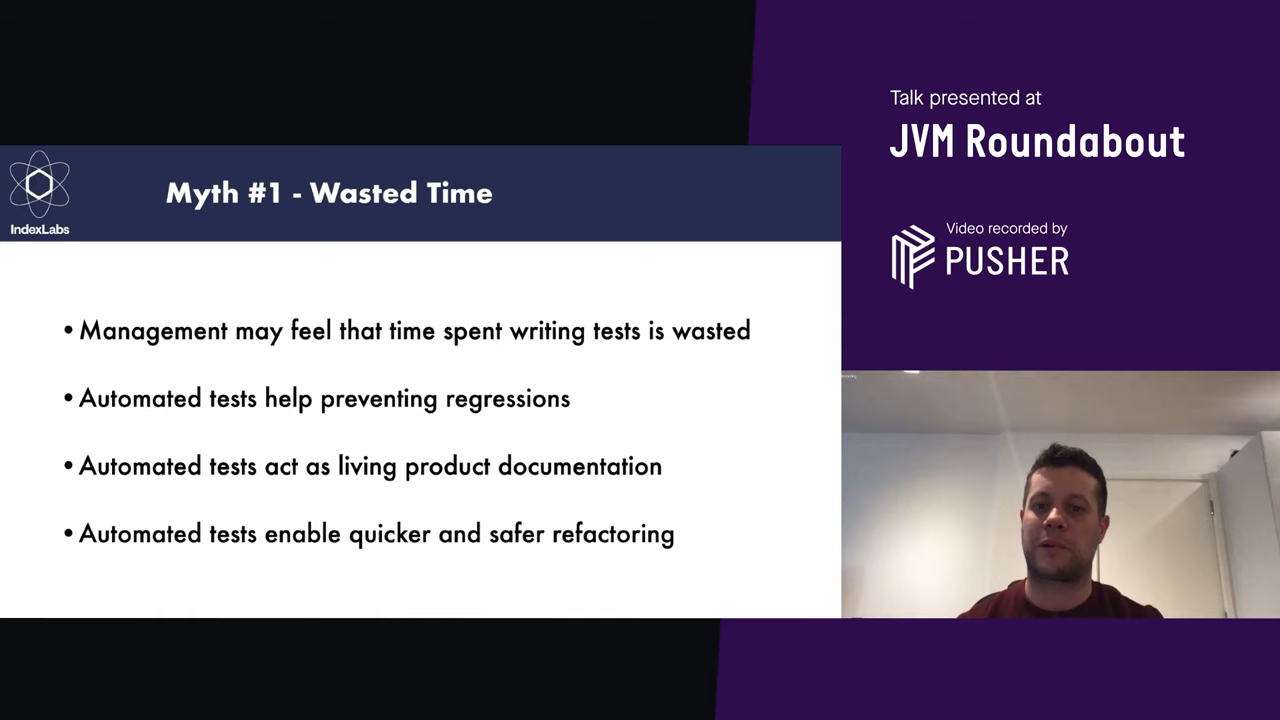 Talk presented at
JVM Roundabout
Video recorded by
PUSHER
IndexLabs
Myth #1 - Wasted Time
•Management may feel that time spent writing tests is wasted
•Automated tests help preventing regressions
•Automated tests act as living product documentation
•Automated tests enable quicker and safer refactoring